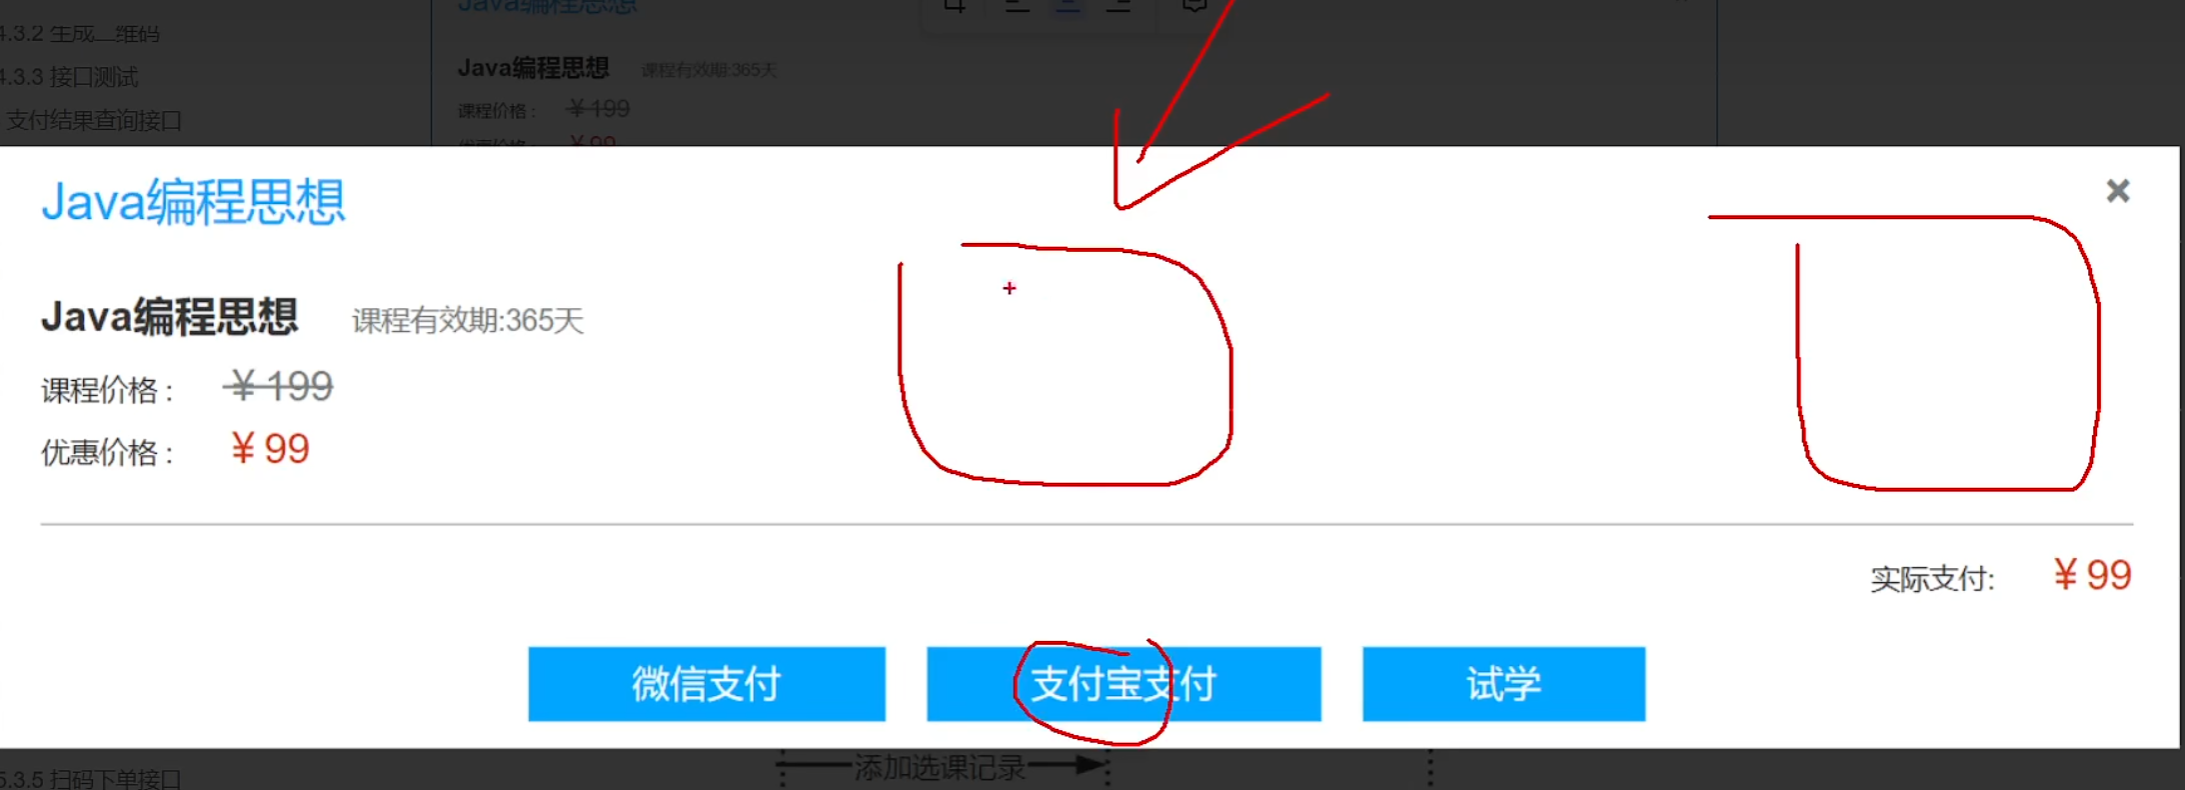 Java编程思想
4.3.2 生成二维码
Java编程思想 课程有效期:365天
4.3.3 接口测试
课程价格： ￥199
支付结果查询接口
优惠价格： ￥99
Java编程思想
Java编程思想 课程有效期:365天
课程价格： ￥199
优惠价格： ￥99
实际支付: ￥99
微信支付 支付宝支付 试学
添加选课记录
5.3.5 扫码下单接口